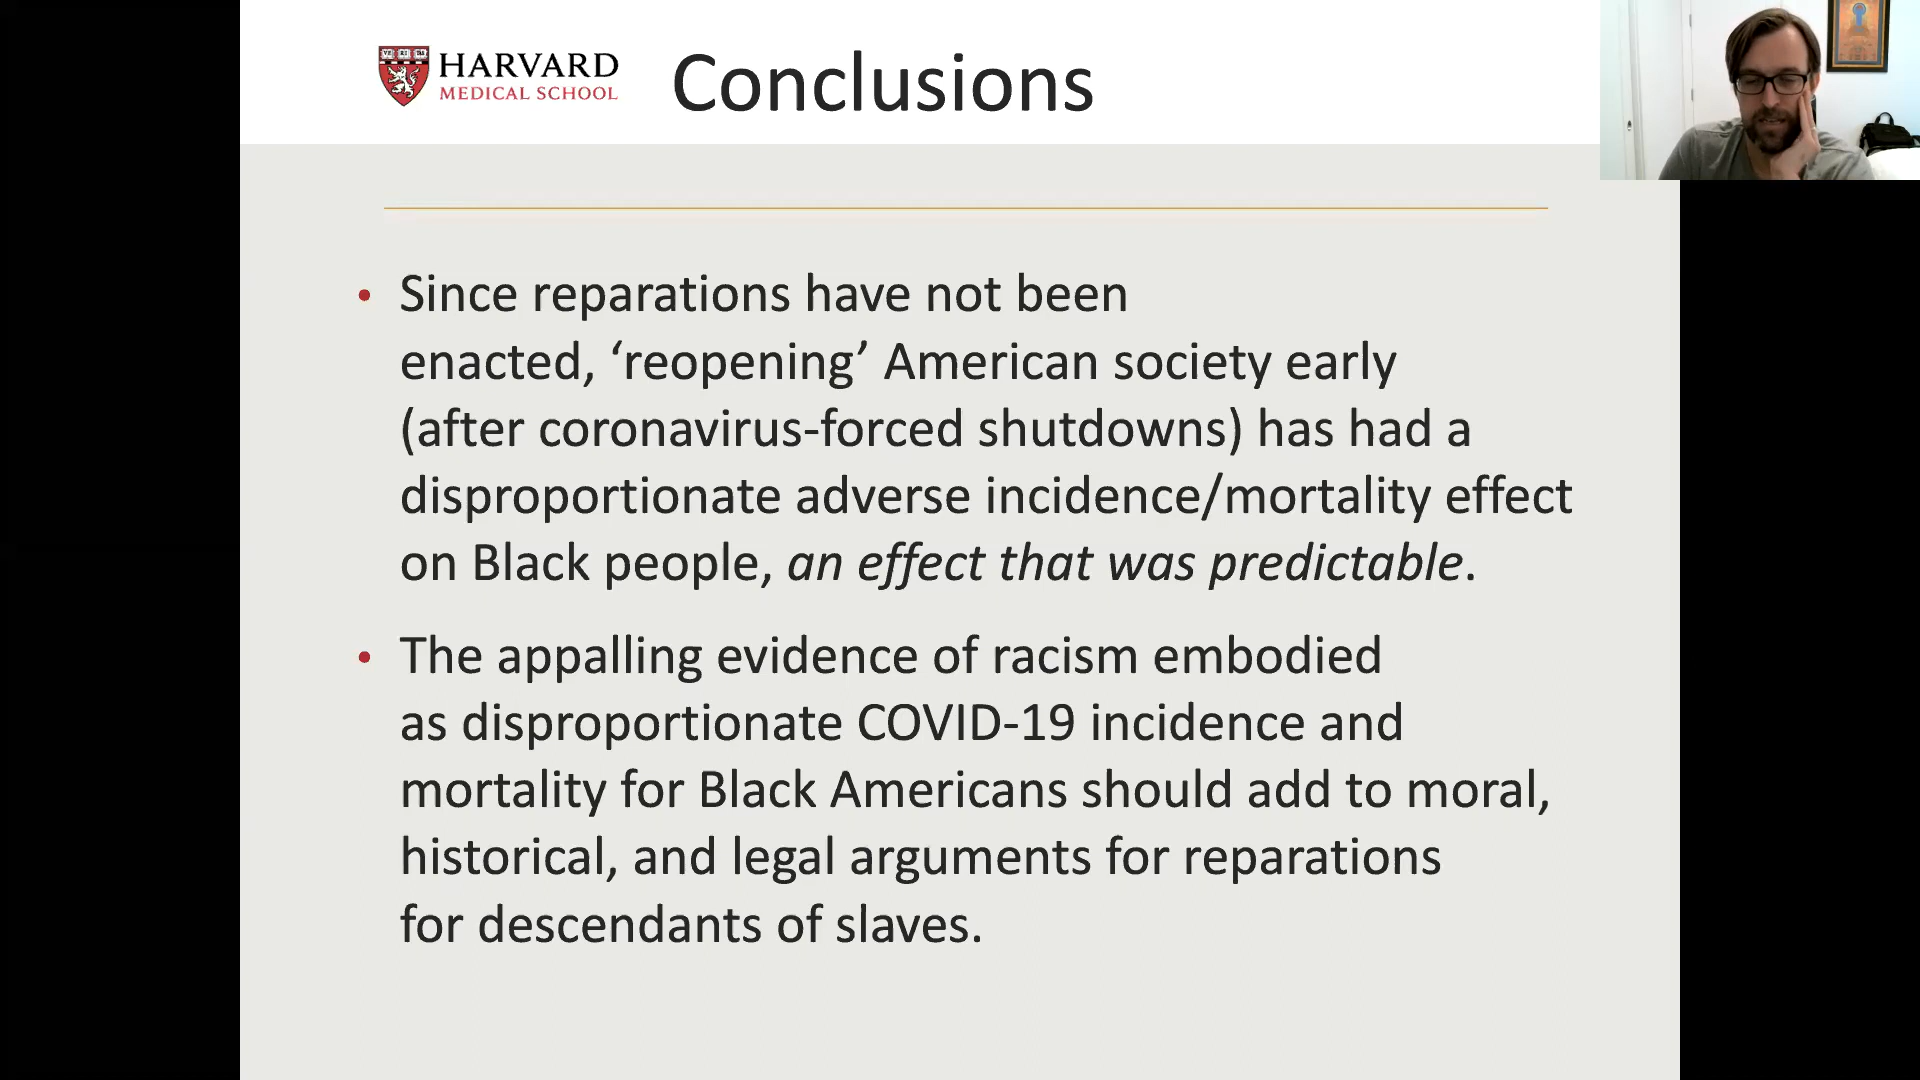 VE RI TAS
HARVARD
MEDICAL SCHOOL
Conclusions
• Since reparations have not been
enacted, ‘reopening’ American society early
(after coronavirus-forced shutdowns) has had a
disproportionate adverse incidence/mortality effect
on Black people, an effect that was predictable.
• The appalling evidence of racism embodied
as disproportionate COVID-19 incidence and
mortality for Black Americans should add to moral,
historical, and legal arguments for reparations
for descendants of slaves.